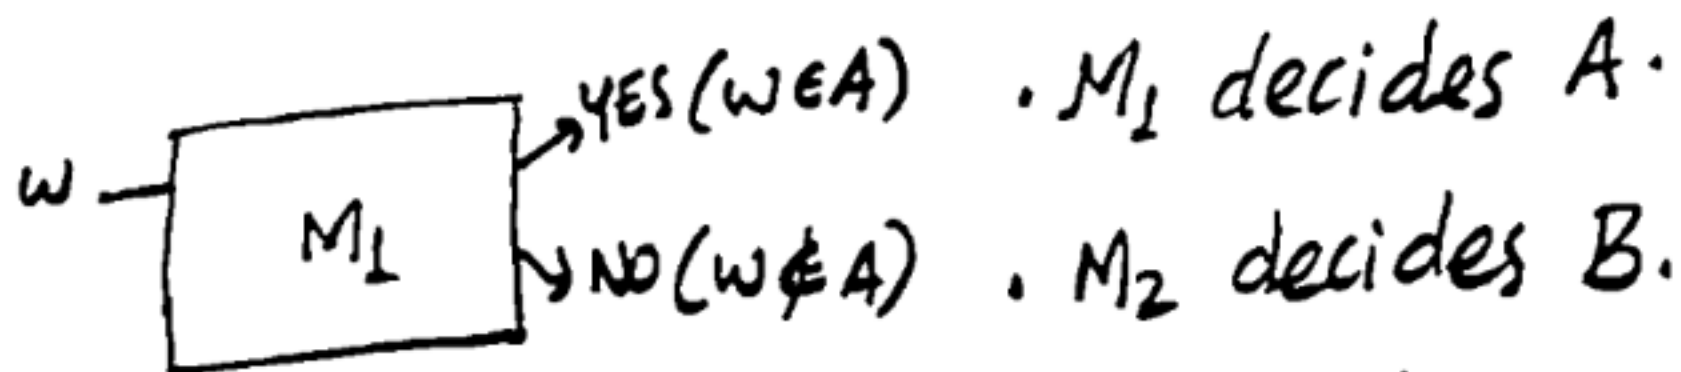 YES (w ∈ A) . M₁ decides A.
w M₁
NO (w ∉ A) . M₂ decides B.